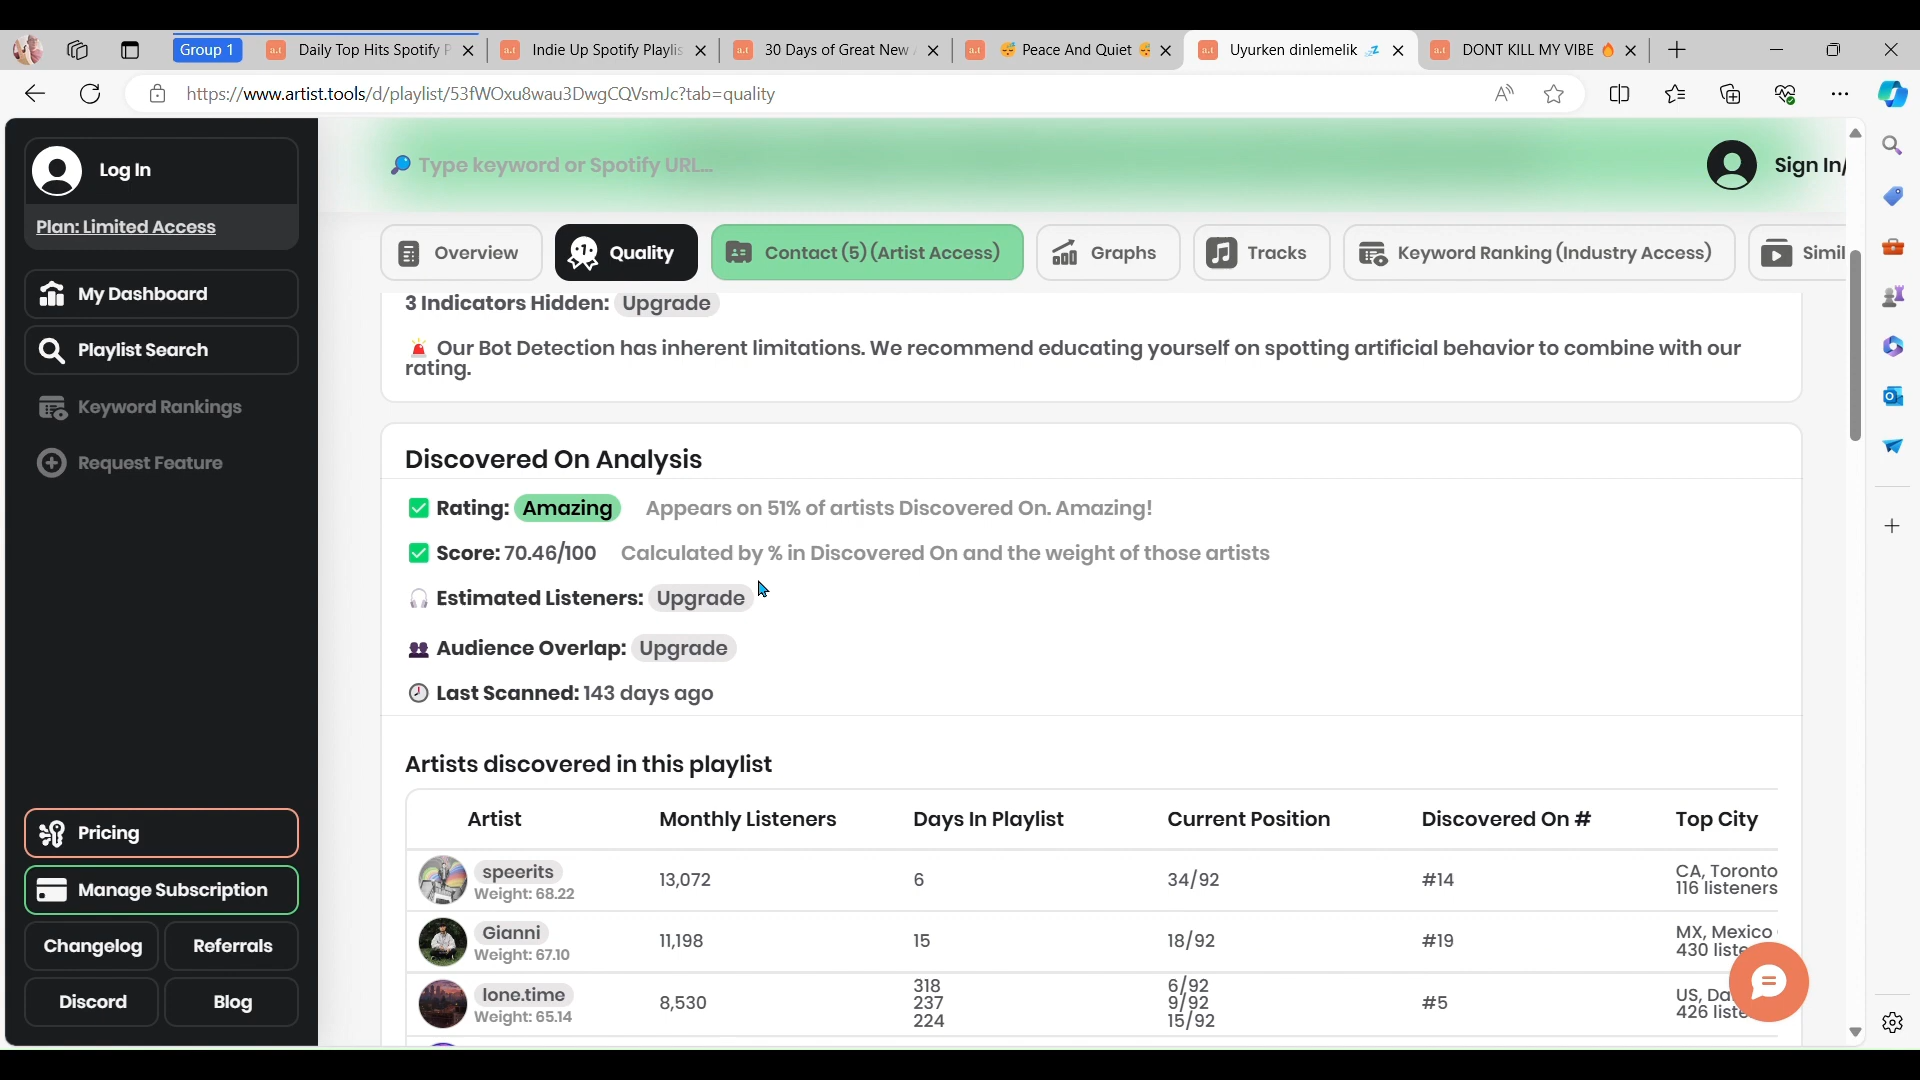 Group 1
Daily Top Hits Spotify P
Indie Up Spotify Playlis
30 Days of Great New
Peace And Quiet
Uyurken dinlemelik
DONT KILL MY VIBE
https://www.artist.tools/d/playlist/53fWOxu8wau3DwgCQVsmJc?tab=quality
Log In
Plan: Limited Access
My Dashboard
Playlist Search
Keyword Rankings
Request Feature
Pricing
Manage Subscription
Changelog
Referrals
Discord
Blog
Type keyword or Spotify URL...
Sign In/
Overview
Quality
Contact (5) (Artist Access)
Graphs
Tracks
Keyword Ranking (Industry Access)
Simil
3 Indicators Hidden: Upgrade
Our Bot Detection has inherent limitations. We recommend educating yourself on spotting artificial behavior to combine with our
rating.
Discovered On Analysis
Rating: Amazing Appears on 51% of artists Discovered On. Amazing!
Score: 70.46/100 Calculated by % in Discovered On and the weight of those artists
Estimated Listeners: Upgrade
Audience Overlap: Upgrade
Last Scanned: 143 days ago
Artists discovered in this playlist
Artist Monthly Listeners Days In Playlist Current Position Discovered On # Top City
speerits
Weight: 68.22
13,072
6
34/92
#14
CA, Toronto
116 listeners
Gianni
Weight: 67.10
11,198
15
18/92
#19
MX, Mexico
430 liste
lone.time
Weight: 65.14
8,530
318
237
224
6/92
9/92
15/92
#5
US, Da
426 liste